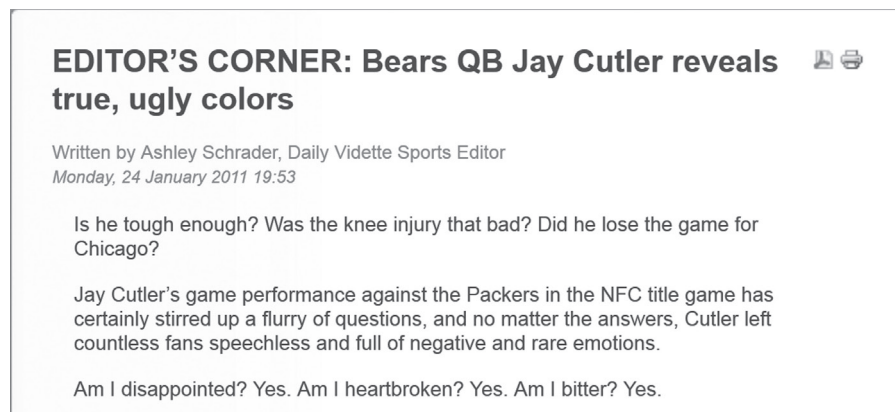 EDITOR’S CORNER: Bears QB Jay Cutler reveals
true, ugly colors
Written by Ashley Schrader, Daily Vidette Sports Editor
Monday, 24 January 2011 19:53
Is he tough enough? Was the knee injury that bad? Did he lose the game for
Chicago?
Jay Cutler’s game performance against the Packers in the NFC title game has
certainly stirred up a flurry of questions, and no matter the answers, Cutler left
countless fans speechless and full of negative and rare emotions.
Am I disappointed? Yes. Am I heartbroken? Yes. Am I bitter? Yes.